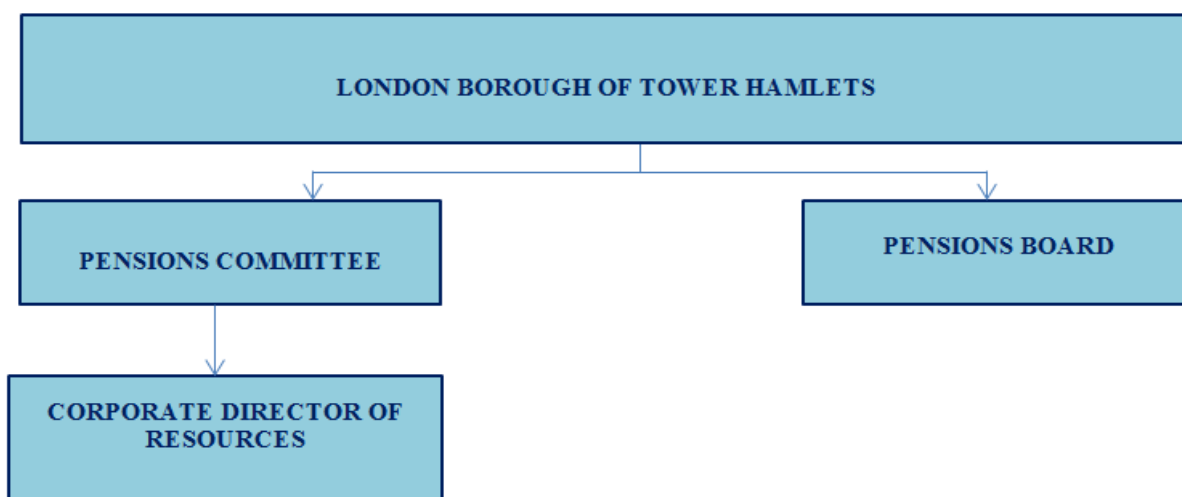 LONDON BOROUGH OF TOWER HAMLETS
PENSIONS COMMITTEE
PENSIONS BOARD
CORPORATE DIRECTOR OF
RESOURCES